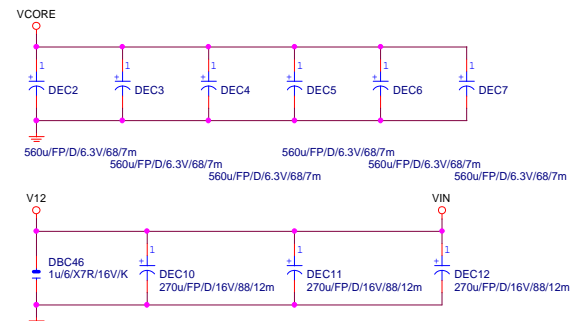 VCORE
1 1 1 1 1 1
+ + + + + +
DEC2 DEC3 DEC4 DEC5 DEC6 DEC7
560u/FP/D/6.3V/68/7m 560u/FP/D/6.3V/68/7m
560u/FP/D/6.3V/68/7m 560u/FP/D/6.3V/68/7m
560u/FP/D/6.3V/68/7m 560u/FP/D/6.3V/68/7m
V12 VIN
1 1 1
+ + +
DBC46
1u/6/X7R/16V/K
DEC10 DEC11 DEC12
270u/FP/D/16V/88/12m 270u/FP/D/16V/88/12m 270u/FP/D/16V/88/12m